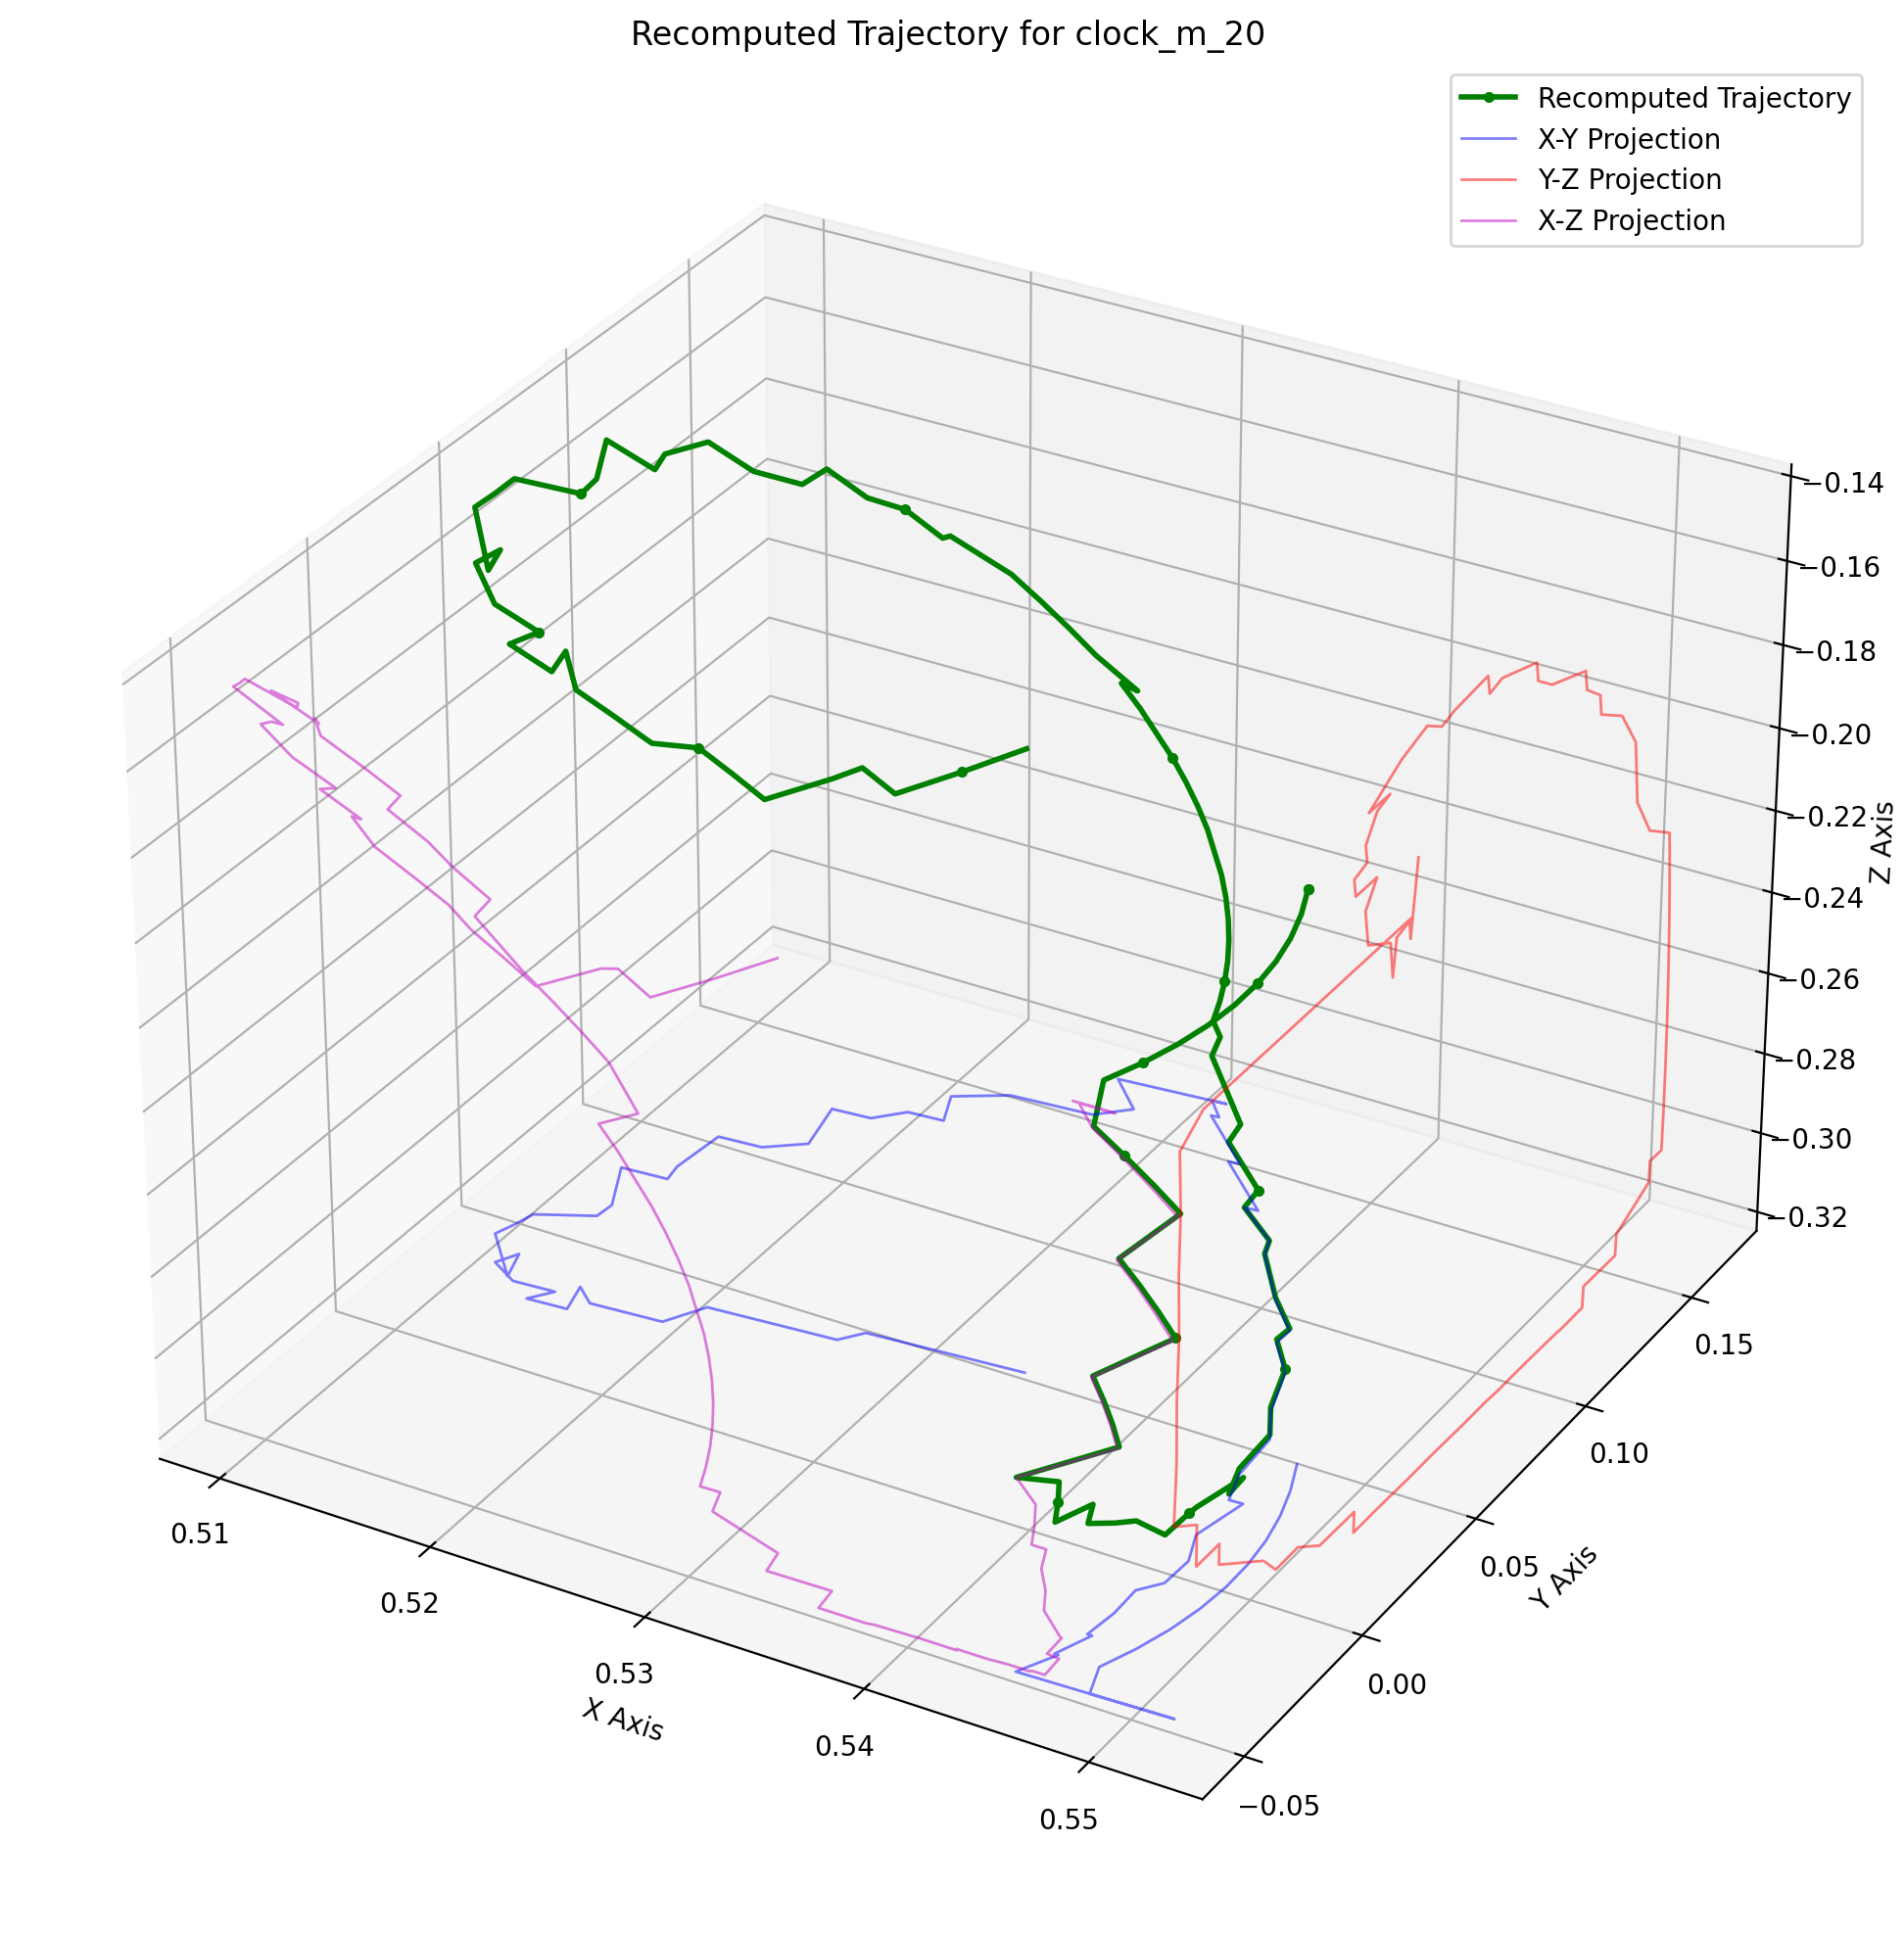 Recomputed Trajectory for clock_m_20
Recomputed Trajectory
X-Y Projection
Y-Z Projection
X-Z Projection
−0.14
−0.16
−0.18
−0.20
−0.22
−0.24
−0.26
−0.28
−0.30
−0.32
Z Axis
0.15
0.10
0.05
0.00
−0.05
Y Axis
0.51
0.52
0.53
0.54
0.55
X Axis